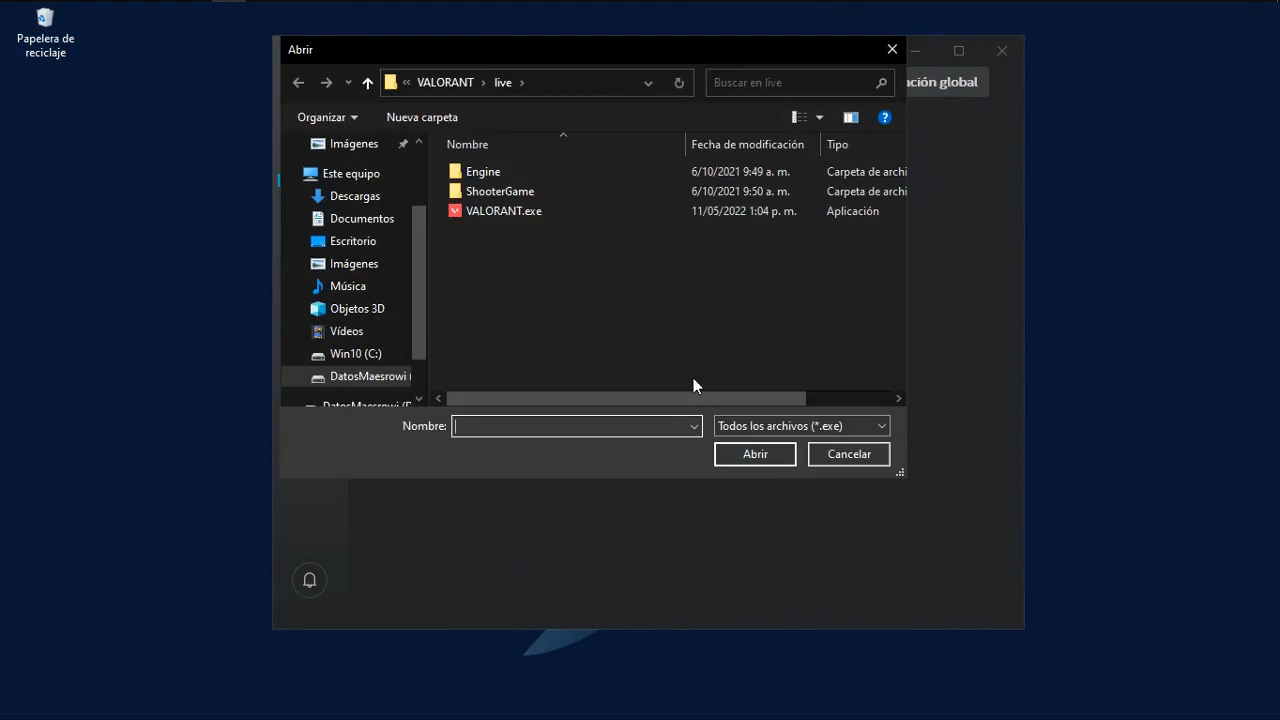 Papelera de
reciclaje
Abrir
« VALORANT › live ›
Buscar en live
ación global
Organizar
Nueva carpeta
Imágenes
Este equipo
Descargas
Documentos
Escritorio
Imágenes
Música
Objetos 3D
Vídeos
Win10 (C:)
DatosMaesrowi (
DatosMaesrowi (D
Nombre Fecha de modificación Tipo
Engine 6/10/2021 9:49 a. m. Carpeta de archi
ShooterGame 6/10/2021 9:50 a. m. Carpeta de archi
VALORANT.exe 11/05/2022 1:04 p. m. Aplicación
Nombre:
Todos los archivos (*.exe)
Abrir
Cancelar